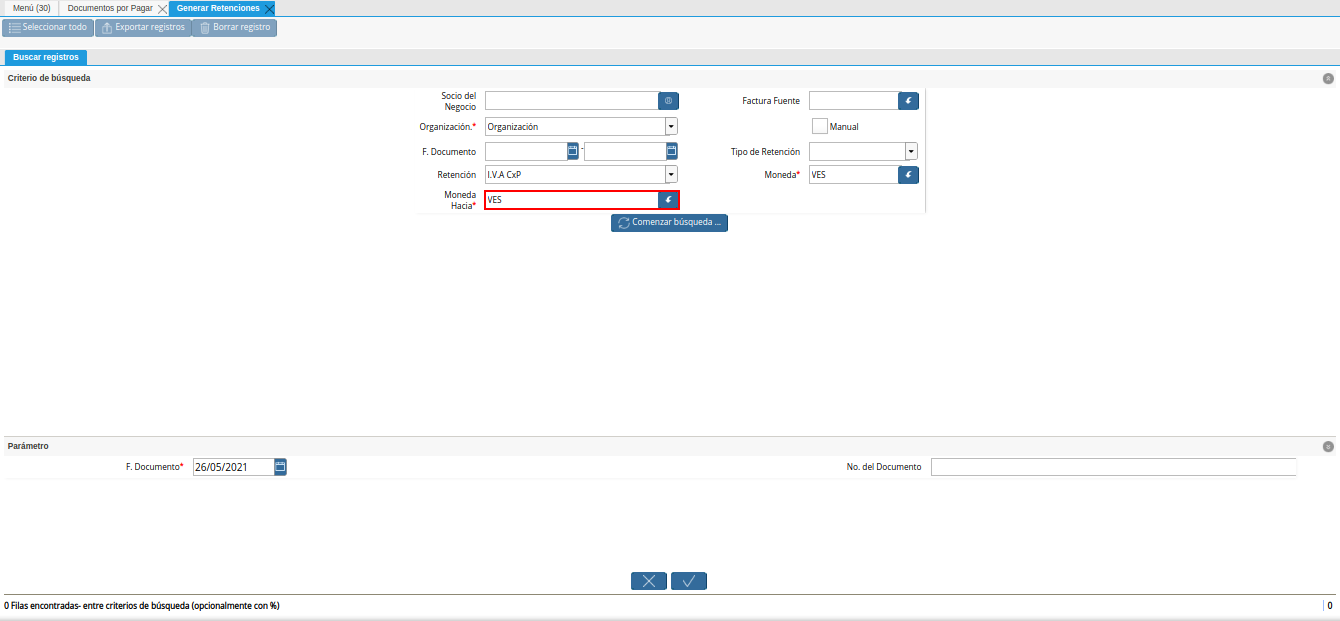 Menú (30) Documentos por Pagar Generar Retenciones
Seleccionar todo Exportar registros Borrar registro
Buscar registros
Criterio de búsqueda
Socio del
Negocio
Factura Fuente
Organización.* Organización
Manual
F. Documento -
Tipo de Retención
Retención I.V.A CxP
Moneda* VES
Moneda
Hacia*
VES
Comenzar búsqueda ...
Parámetro
F. Documento* 26/05/2021
No. del Documento
0 Filas encontradas- entre criterios de búsqueda (opcionalmente con %)
0